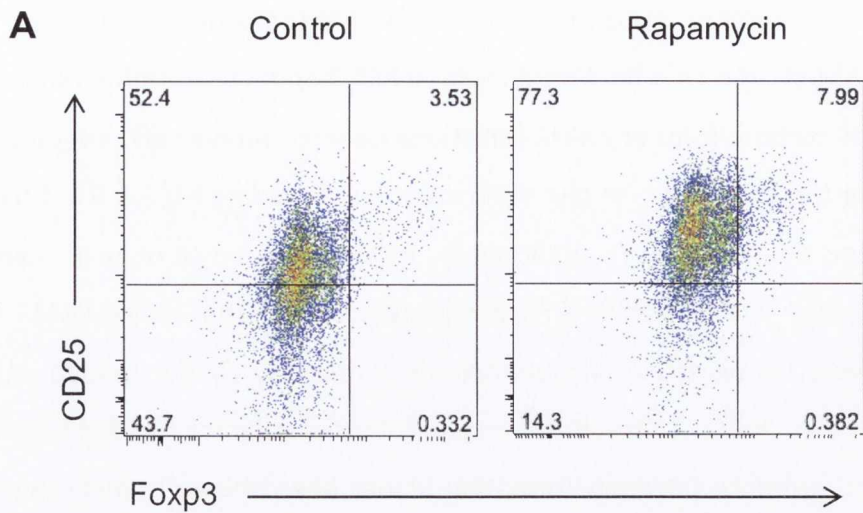 A
Control
Rapamycin
52.4
3.53
77.3
7.99
CD25
43.7
0.332
14.3
0.382
Foxp3